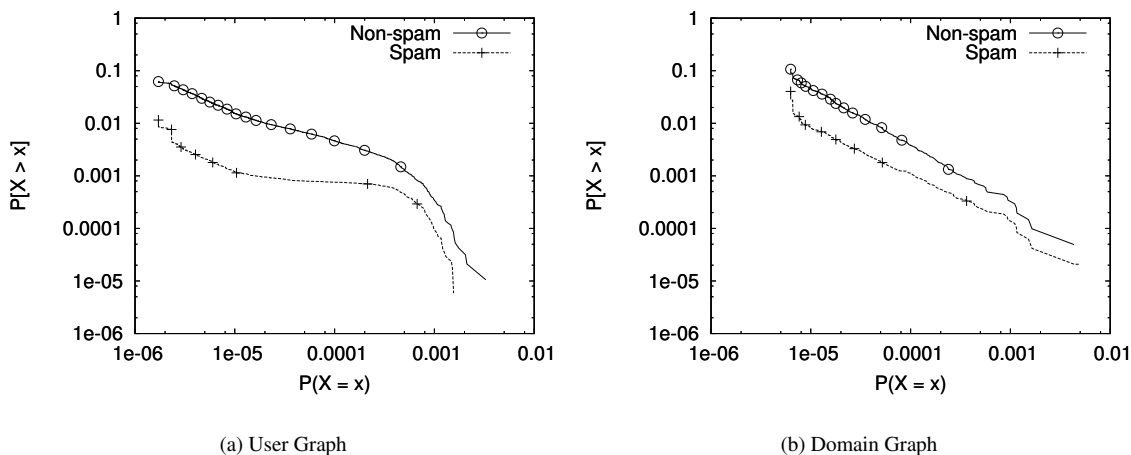 1
0.1
0.01
0.001
0.0001
1e-05
1e-06
P[X > x]
Non-spam
Spam
1e-06 1e-05 0.0001 0.001 0.01
P(X = x)
(a) User Graph
1
0.1
0.01
0.001
0.0001
1e-05
1e-06
P[X > x]
Non-spam
Spam
1e-06 1e-05 0.0001 0.001 0.01
P(X = x)
(b) Domain Graph